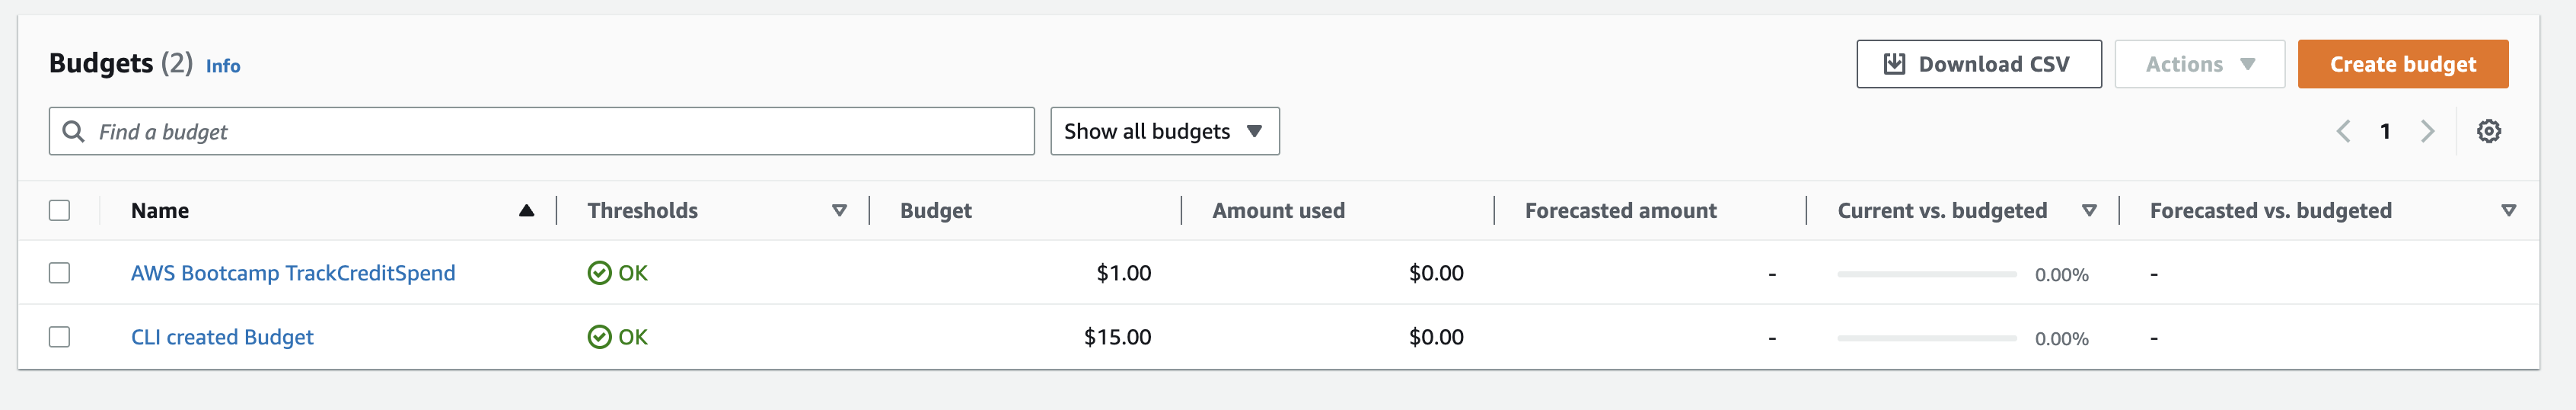 Budgets (2) Info
Download CSV Actions Create budget
Find a budget Show all budgets 1
Name Thresholds Budget Amount used Forecasted amount Current vs. budgeted Forecasted vs. budgeted
AWS Bootcamp TrackCreditSpend OK $1.00 $0.00 - 0.00% -
CLI created Budget OK $15.00 $0.00 - 0.00% -